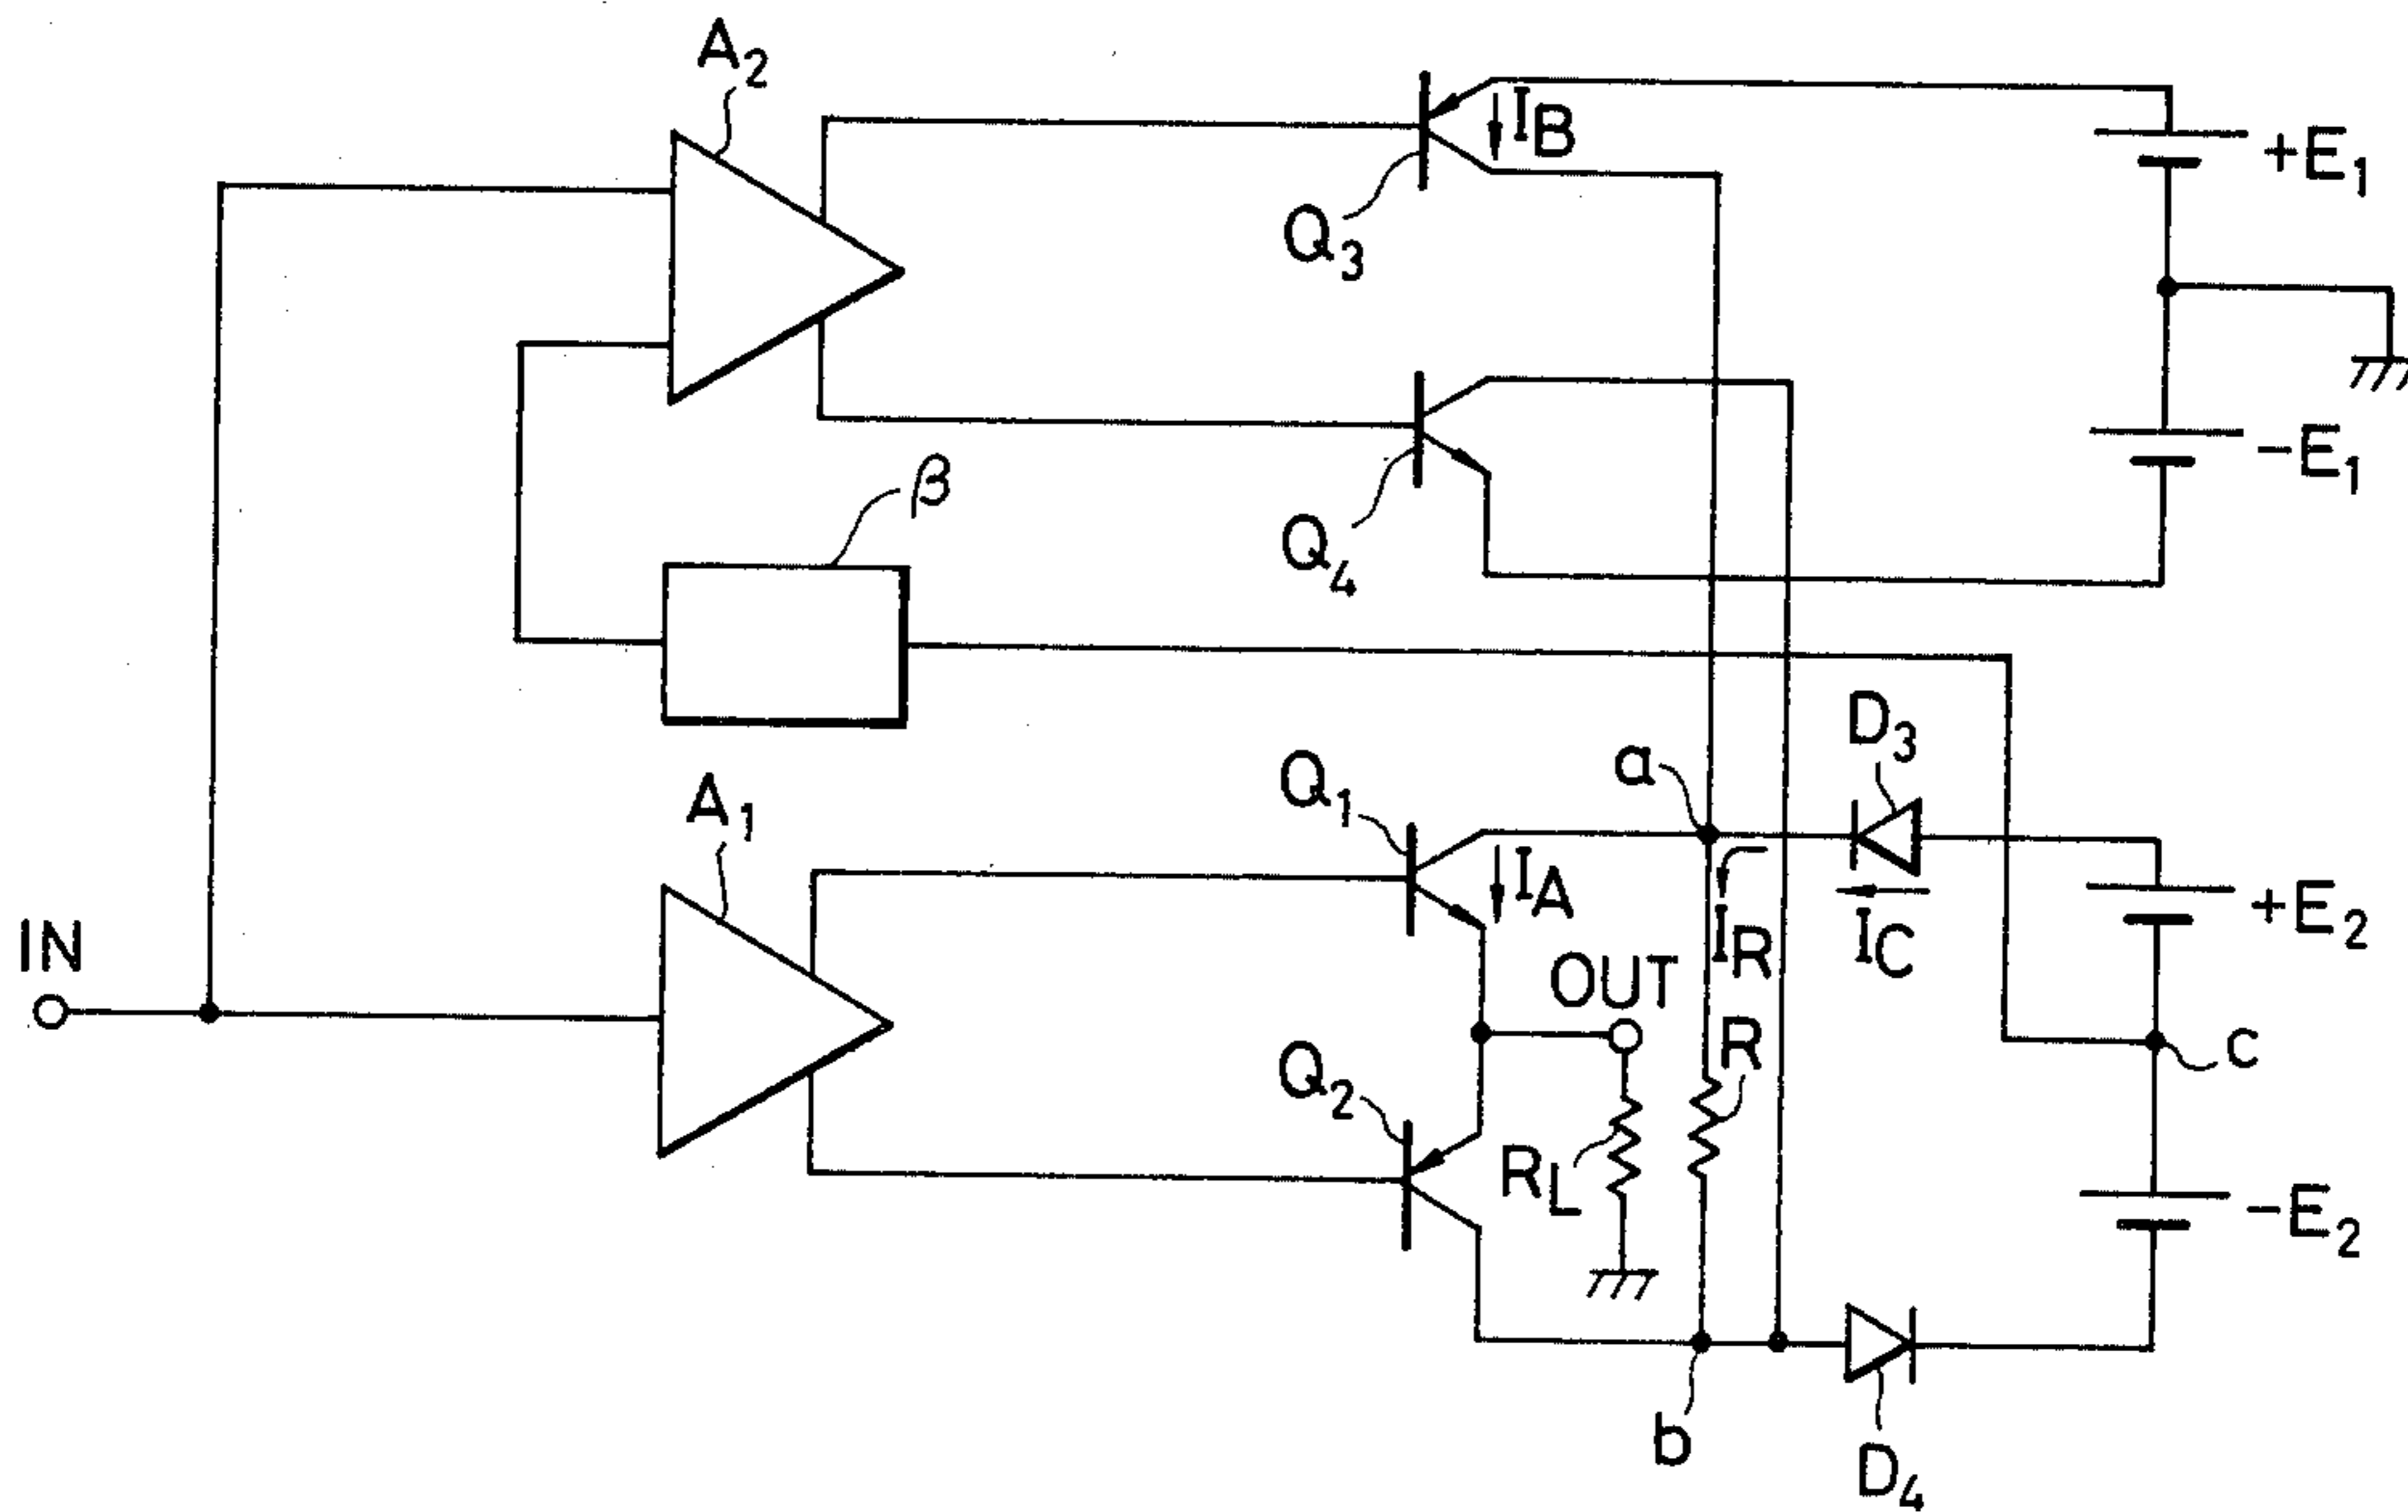 A2
IB
+E1
Q3
-E1
Q4
β
D3
a
Q1
A1
IA
+E2
IR
IC
IN
OUT
R
c
Q2
RL
-E2
b
D4